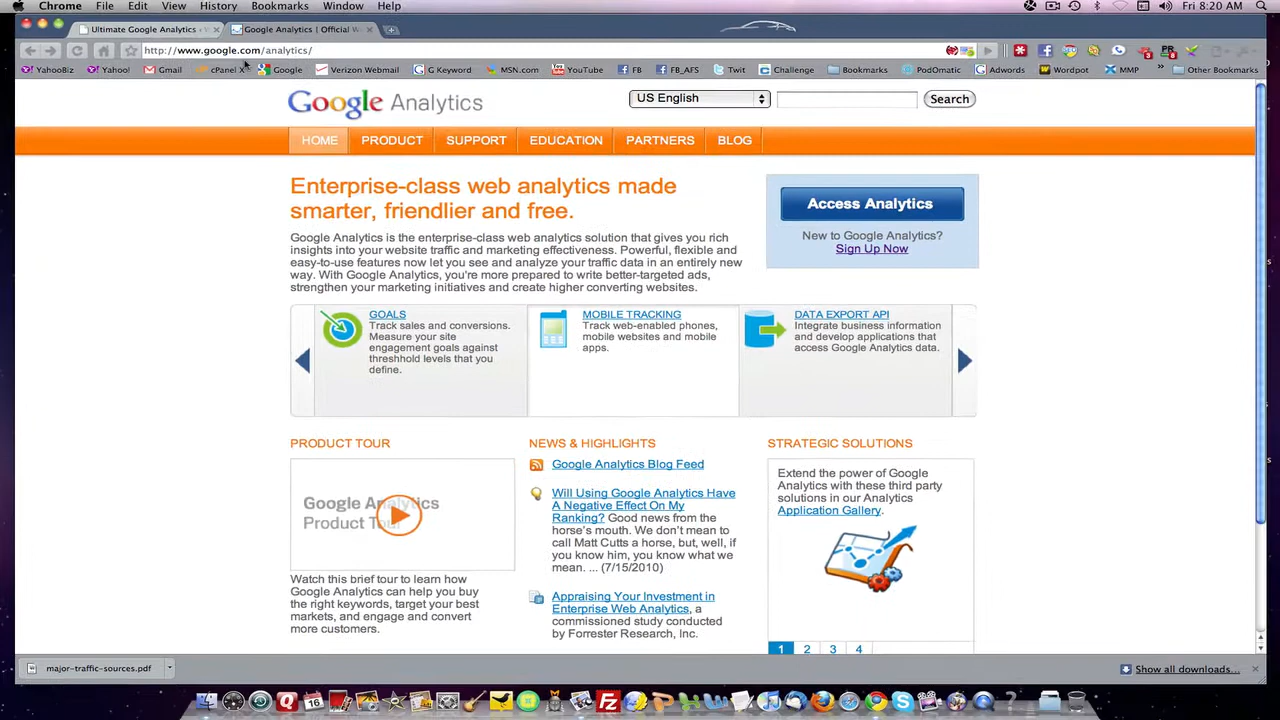 Chrome File Edit View History Bookmarks Window Help Fri 8:20 AM
Ultimate Google Analytics Google Analytics | Official W
http://www.google.com/analytics/
YahooBiz Yahoo! Gmail cPanel X Google Verizon Webmail G Keyword MSN.com YouTube FB FB_AFS Twit Challenge Bookmarks PodOmatic Adwords Wordpot MMP » Other Bookmarks
Google Analytics US English Search
HOME PRODUCT SUPPORT EDUCATION PARTNERS BLOG
Enterprise-class web analytics made
smarter, friendlier and free.
Google Analytics is the enterprise-class web analytics solution that gives you rich
insights into your website traffic and marketing effectiveness. Powerful, flexible and
easy-to-use features now let you see and analyze your traffic data in an entirely new
way. With Google Analytics, you're more prepared to write better-targeted ads,
strengthen your marketing initiatives and create higher converting websites.
Access Analytics
New to Google Analytics?
Sign Up Now
GOALS
Track sales and conversions.
Measure your site
engagement goals against
threshhold levels that you
define.
MOBILE TRACKING
Track web-enabled phones,
mobile websites and mobile
apps.
DATA EXPORT API
Integrate business information
and develop applications that
access Google Analytics data.
PRODUCT TOUR
Google Analytics
Product Tour
Watch this brief tour to learn how
Google Analytics can help you buy
the right keywords, target your best
markets, and engage and convert
more customers.
NEWS & HIGHLIGHTS
Google Analytics Blog Feed
Will Using Google Analytics Have
A Negative Effect On My
Ranking? Good news from the
horse's mouth. We don't mean to
call Matt Cutts a horse, but, well, if
you know him, you know what we
mean. ... (7/15/2010)
Appraising Your Investment in
Enterprise Web Analytics, a
commissioned study conducted
by Forrester Research, Inc.
STRATEGIC SOLUTIONS
Extend the power of Google
Analytics with these third party
solutions in our Analytics
Application Gallery.
1 2 3 4
major-traffic-sources.pdf Show all downloads...